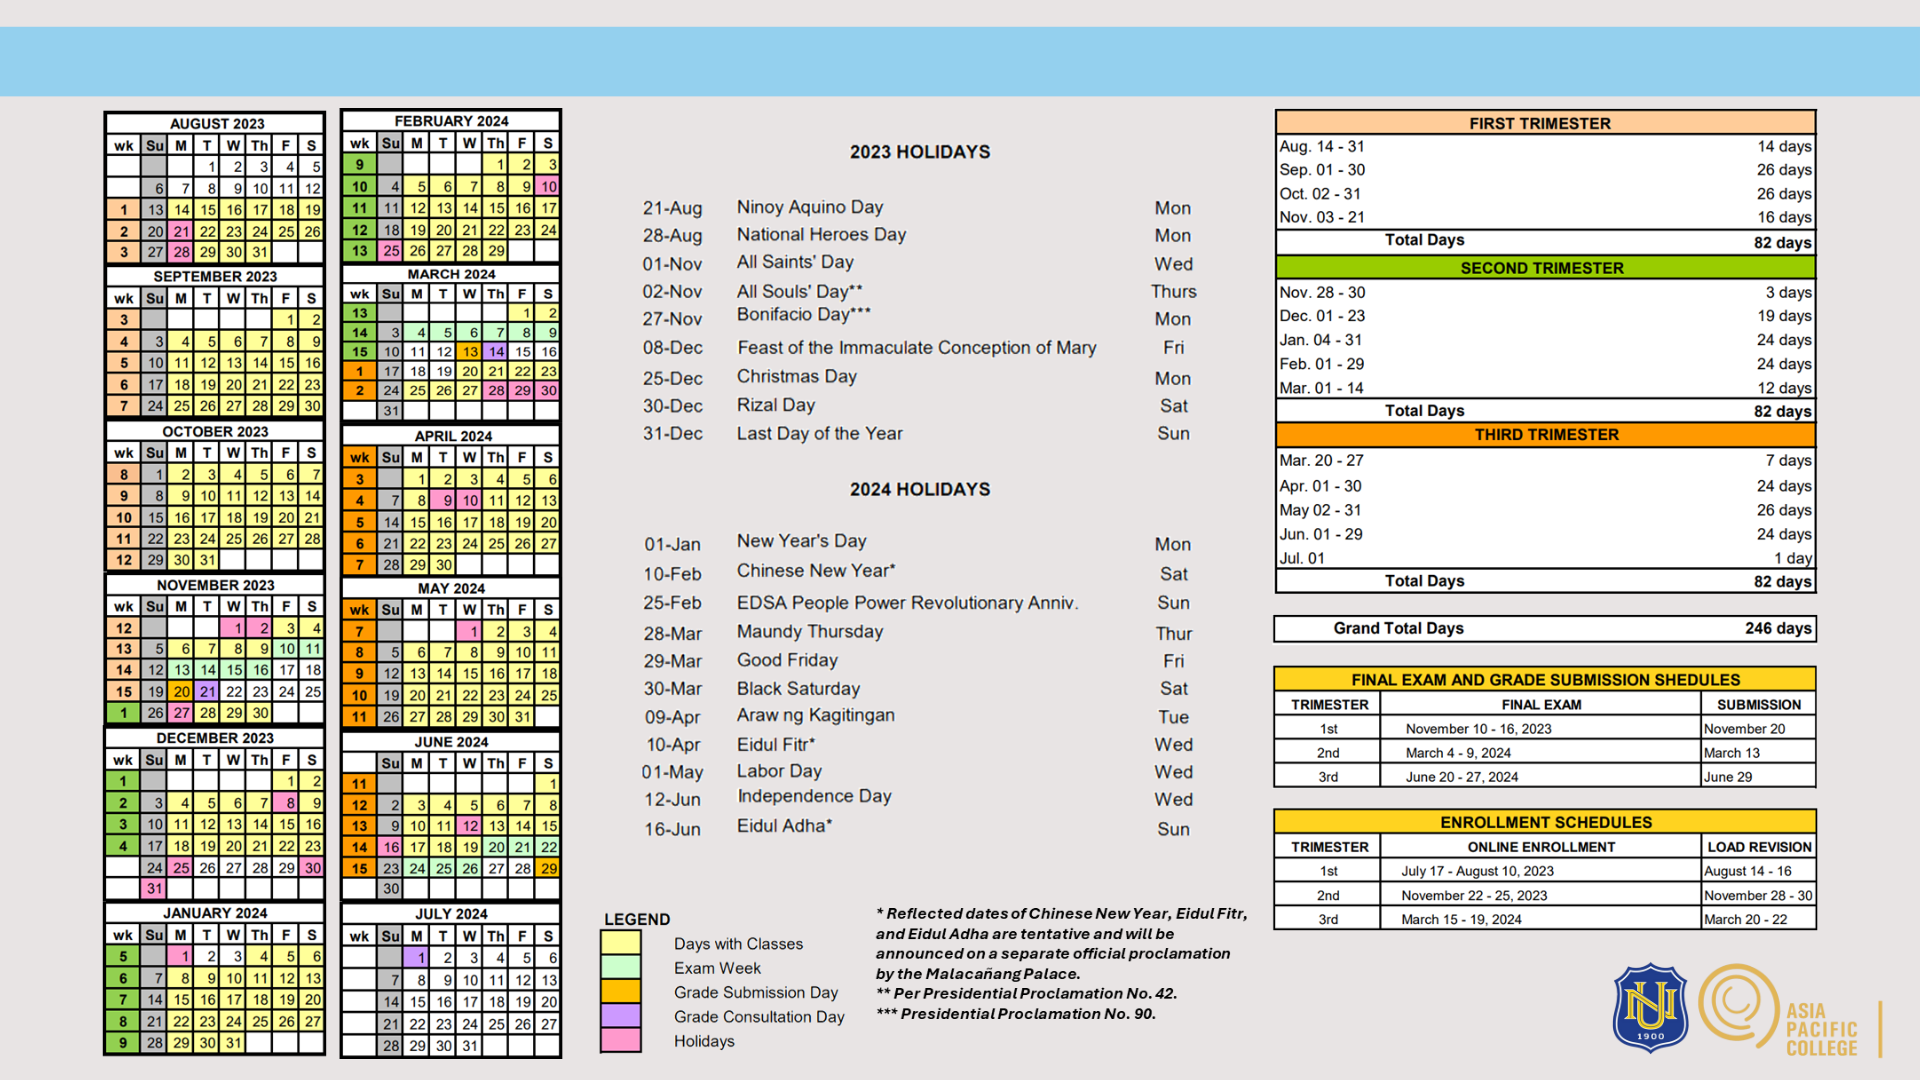 AUGUST 2023
wk Su M T W Th F S
1 2 3 4 5
6 7 8 9 10 11 12
1 13 14 15 16 17 18 19
2 20 21 22 23 24 25 26
3 27 28 29 30 31
SEPTEMBER 2023
wk Su M T W Th F S
3 1 2
4 3 4 5 6 7 8 9
5 10 11 12 13 14 15 16
6 17 18 19 20 21 22 23
7 24 25 26 27 28 29 30
OCTOBER 2023
wk Su M T W Th F S
8 1 2 3 4 5 6 7
9 8 9 10 11 12 13 14
10 15 16 17 18 19 20 21
11 22 23 24 25 26 27 28
12 29 30 31
NOVEMBER 2023
wk Su M T W Th F S
12 1 2 3 4
13 5 6 7 8 9 10 11
14 12 13 14 15 16 17 18
15 19 20 21 22 23 24 25
1 26 27 28 29 30
DECEMBER 2023
wk Su M T W Th F S
1 1 2
2 3 4 5 6 7 8 9
3 10 11 12 13 14 15 16
4 17 18 19 20 21 22 23
24 25 26 27 28 29 30
31
JANUARY 2024
wk Su M T W Th F S
5 1 2 3 4 5 6
6 7 8 9 10 11 12 13
7 14 15 16 17 18 19 20
8 21 22 23 24 25 26 27
9 28 29 30 31
FEBRUARY 2024
wk Su M T W Th F S
9 1 2 3
10 4 5 6 7 8 9 10
11 11 12 13 14 15 16 17
12 18 19 20 21 22 23 24
13 25 26 27 28 29
MARCH 2024
wk Su M T W Th F S
13 1 2
14 3 4 5 6 7 8 9
15 10 11 12 13 14 15 16
1 17 18 19 20 21 22 23
2 24 25 26 27 28 29 30
31
APRIL 2024
wk Su M T W Th F S
3 1 2 3 4 5 6
4 7 8 9 10 11 12 13
5 14 15 16 17 18 19 20
6 21 22 23 24 25 26 27
7 28 29 30
MAY 2024
wk Su M T W Th F S
7 1 2 3 4
8 5 6 7 8 9 10 11
9 12 13 14 15 16 17 18
10 19 20 21 22 23 24 25
11 26 27 28 29 30 31
JUNE 2024
Su M T W Th F S
11 1
12 2 3 4 5 6 7 8
13 9 10 11 12 13 14 15
14 16 17 18 19 20 21 22
15 23 24 25 26 27 28 29
30
JULY 2024
wk Su M T W Th F S
1 2 3 4 5 6
7 8 9 10 11 12 13
14 15 16 17 18 19 20
21 22 23 24 25 26 27
28 29 30 31
2023 HOLIDAYS
21-Aug Ninoy Aquino Day Mon
28-Aug National Heroes Day Mon
01-Nov All Saints' Day Wed
02-Nov All Souls' Day** Thurs
27-Nov Bonifacio Day*** Mon
08-Dec Feast of the Immaculate Conception of Mary Fri
25-Dec Christmas Day Mon
30-Dec Rizal Day Sat
31-Dec Last Day of the Year Sun
2024 HOLIDAYS
01-Jan New Year's Day Mon
10-Feb Chinese New Year* Sat
25-Feb EDSA People Power Revolutionary Anniv. Sun
28-Mar Maundy Thursday Thur
29-Mar Good Friday Fri
30-Mar Black Saturday Sat
09-Apr Araw ng Kagitingan Tue
10-Apr Eidul Fitr* Wed
01-May Labor Day Wed
12-Jun Independence Day Wed
16-Jun Eidul Adha* Sun
LEGEND
Days with Classes
Exam Week
Grade Submission Day
Grade Consultation Day
Holidays
* Reflected dates of Chinese New Year, Eidul Fitr,
and Eidul Adha are tentative and will be
announced on a separate official proclamation
by the Malacañang Palace.
** Per Presidential Proclamation No. 42.
*** Presidential Proclamation No. 90.
FIRST TRIMESTER
Aug. 14 - 31 14 days
Sep. 01 - 30 26 days
Oct. 02 - 31 26 days
Nov. 03 - 21 16 days
Total Days 82 days
SECOND TRIMESTER
Nov. 28 - 30 3 days
Dec. 01 - 23 19 days
Jan. 04 - 31 24 days
Feb. 01 - 29 24 days
Mar. 01 - 14 12 days
Total Days 82 days
THIRD TRIMESTER
Mar. 20 - 27 7 days
Apr. 01 - 30 24 days
May 02 - 31 26 days
Jun. 01 - 29 24 days
Jul. 01 1 day
Total Days 82 days
Grand Total Days 246 days
FINAL EXAM AND GRADE SUBMISSION SHEDULES
TRIMESTER FINAL EXAM SUBMISSION
1st November 10 - 16, 2023 November 20
2nd March 4 - 9, 2024 March 13
3rd June 20 - 27, 2024 June 29
ENROLLMENT SCHEDULES
TRIMESTER ONLINE ENROLLMENT LOAD REVISION
1st July 17 - August 10, 2023 August 14 - 16
2nd November 22 - 25, 2023 November 28 - 30
3rd March 15 - 19, 2024 March 20 - 22
NU
1900
ASIA
PACIFIC
COLLEGE